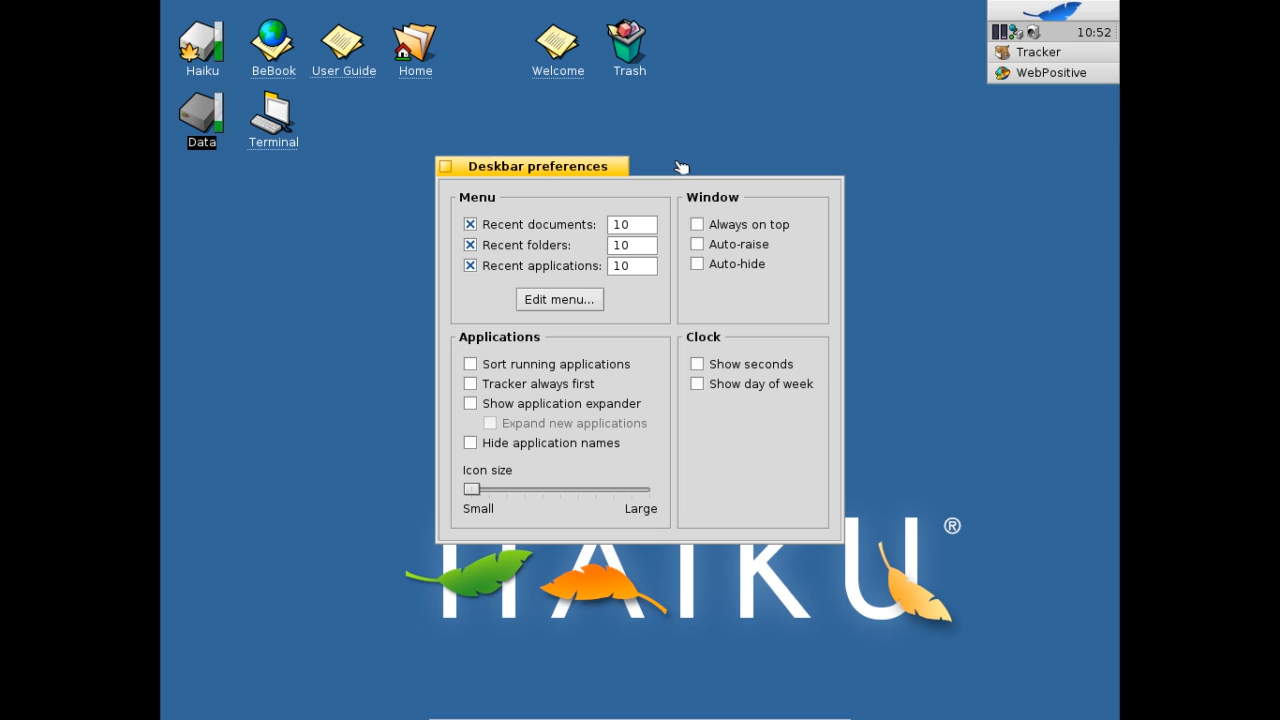 Haiku
BeBook
User Guide
Home
Welcome
Trash
Data
Terminal
10:52
Tracker
WebPositive
Deskbar preferences
Menu
Recent documents: 10
Recent folders: 10
Recent applications: 10
Edit menu...
Window
Always on top
Auto-raise
Auto-hide
Applications
Sort running applications
Tracker always first
Show application expander
Expand new applications
Hide application names
Icon size
Small Large
Clock
Show seconds
Show day of week
HAIKU®